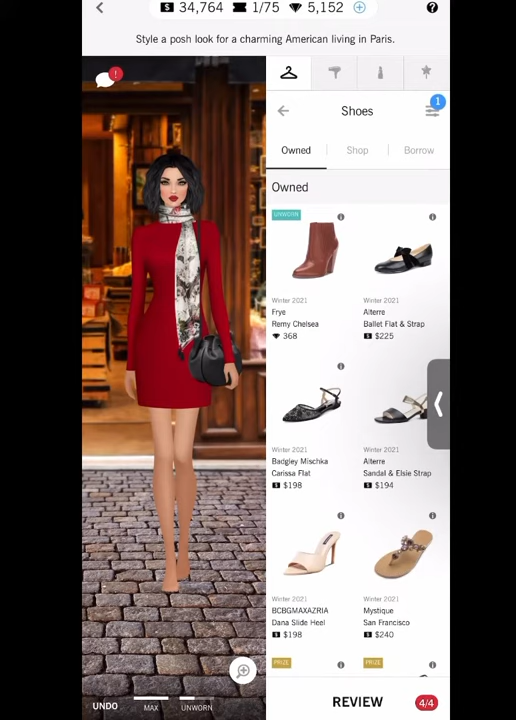 34,764 1/75 5,152
?
Style a posh look for a charming American living in Paris.
!
Shoes
1
Owned Shop Borrow
Owned
UNWORN
Winter 2021
Frye
Remy Chelsea
368
Winter 2021
Alterre
Ballet Flat & Strap
$225
Winter 2021
Badgley Mischka
Carissa Flat
$198
Winter 2021
Alterre
Sandal & Elsie Strap
$194
Winter 2021
BCBGMAXAZRIA
Dana Slide Heel
$198
Winter 2021
Mystique
San Francisco
$240
PRIZE
PRIZE
UNDO
MAX
UNWORN
REVIEW
4/4